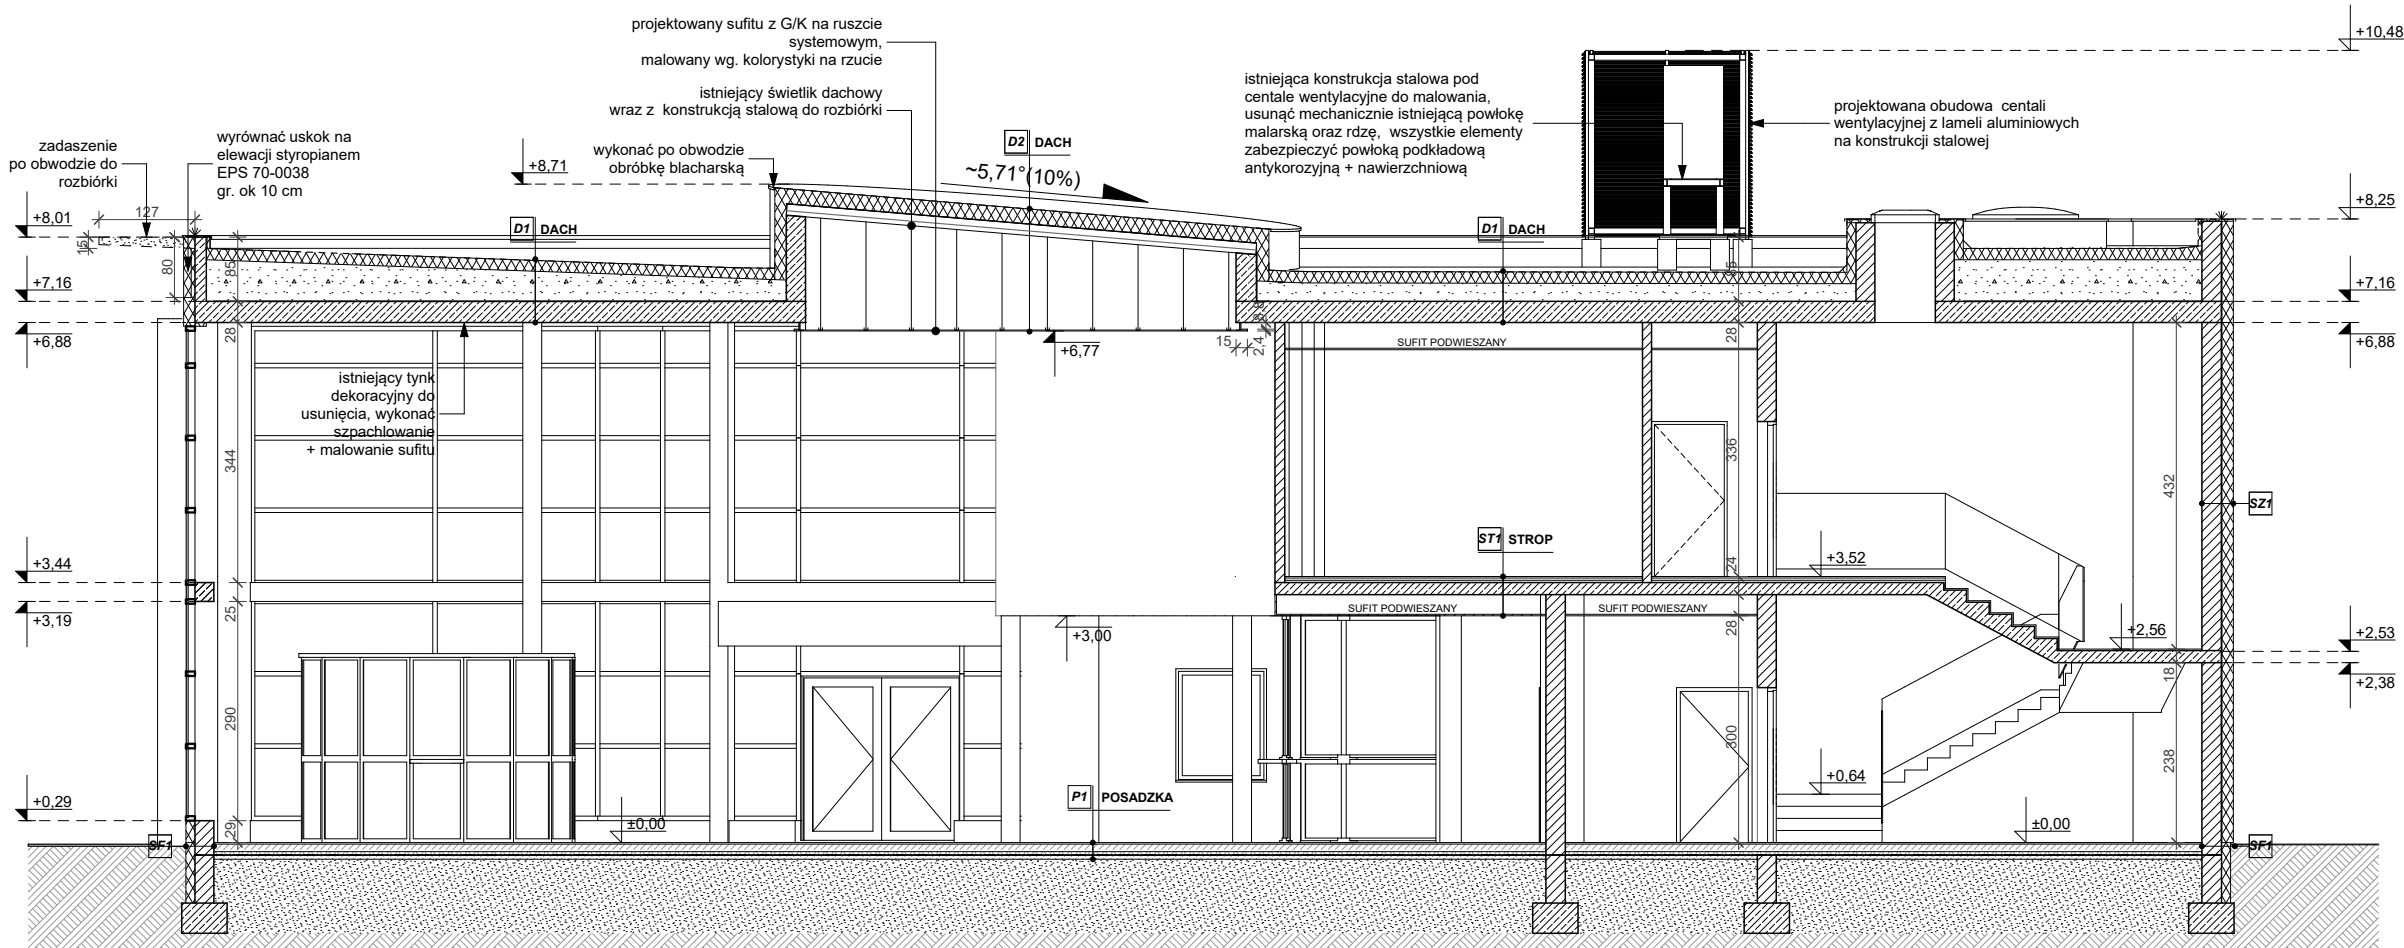 projektowany sufitu z G/K na ruszcie
systemowym,
malowany wg. kolorystyki na rzucie
istniejący świetlik dachowy
wraz z konstrukcją stalową do rozbiórki
zadaszenie
po obwodzie do
rozbiórki
wyrównać uskok na
elewacji styropianem
EPS 70-0038
gr. ok 10 cm
wykonać po obwodzie
obróbkę blacharską
D2 DACH
~5,71°(10%)
istniejąca konstrukcja stalowa pod
centale wentylacyjne do malowania,
usunąć mechanicznie istniejącą powłokę
malarską oraz rdzę, wszystkie elementy
zabezpieczyć powłoką podkładową
antykorozyjną + nawierzchniową
projektowana obudowa centali
wentylacyjnej z lameli aluminiowych
na konstrukcji stalowej
+10,48
+8,71
+8,01
127
15
80
85
D1 DACH
D1 DACH
+8,25
+7,16
+7,16
+6,88
+6,88
28
+6,77
15
2,4
28
SUFIT PODWIESZANY
istniejący tynk
dekoracyjny do
usunięcia, wykonać
szpachlowanie
+ malowanie sufitu
344
336
432
SZ1
+3,44
25
+3,19
ST1 STROP
24
+3,52
SUFIT PODWIESZANY
SUFIT PODWIESZANY
+3,00
28
+2,56
+2,53
18
+2,38
290
300
238
+0,29
29
±0,00
P1 POSADZKA
+0,64
±0,00
SF1
SF1